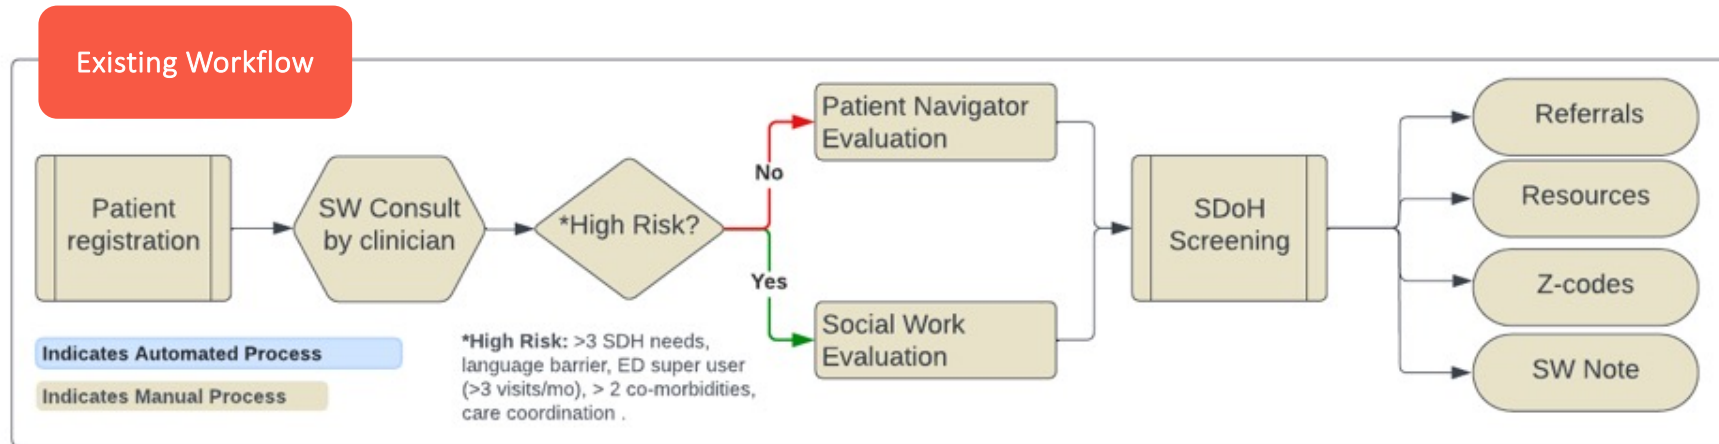 Existing Workflow
Patient
registration
SW Consult
by clinician
*High Risk?
No
Yes
Patient Navigator
Evaluation
Social Work
Evaluation
SDoH
Screening
Referrals
Resources
Z-codes
SW Note
Indicates Automated Process
Indicates Manual Process
*High Risk: >3 SDH needs,
language barrier, ED super user
(>3 visits/mo), > 2 co-morbidities,
care coordination .